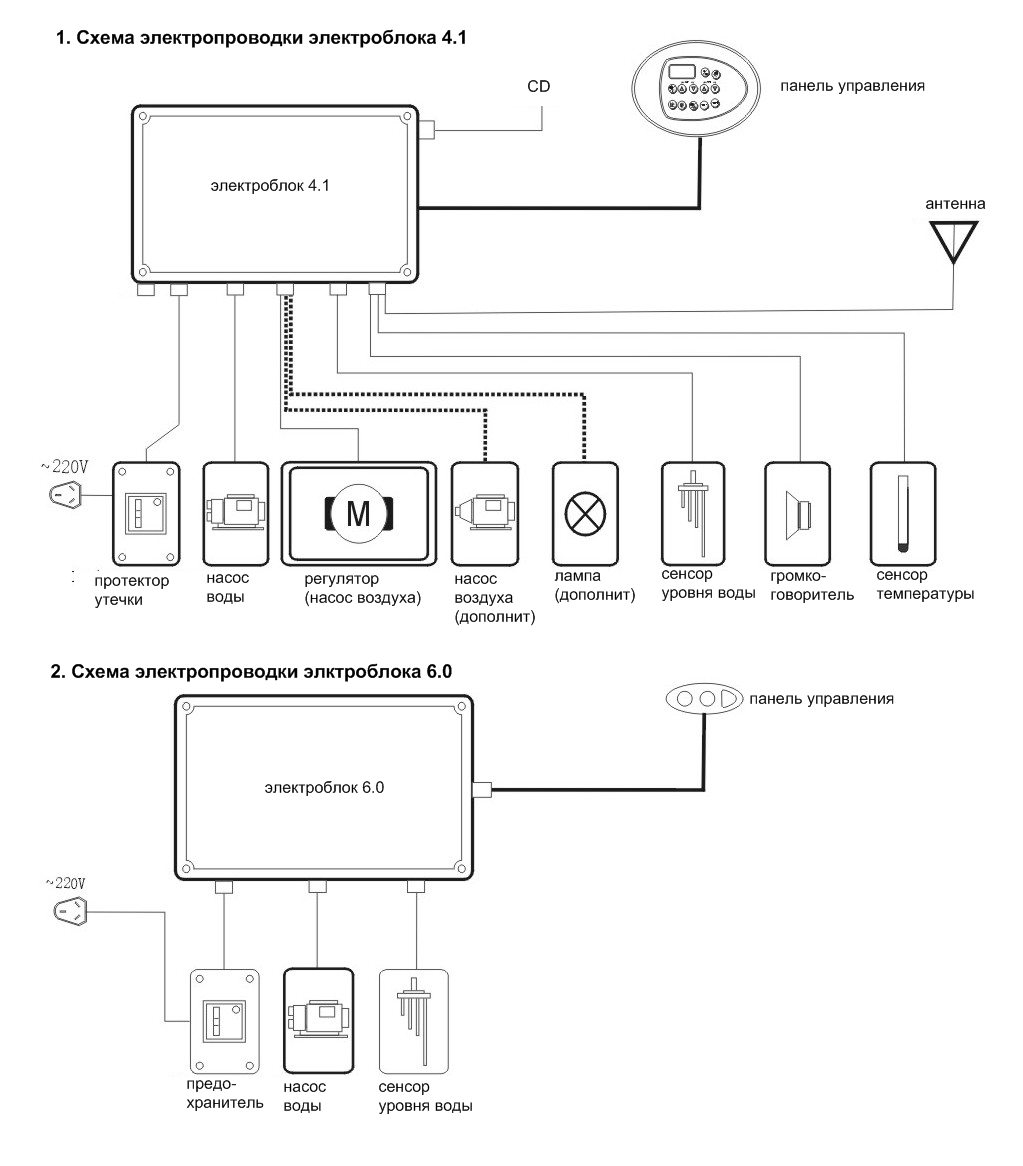 1. Схема электропроводки электроблока 4.1
CD
панель управления
электроблок 4.1
антенна
~220V
M
протектор
утечки
насос
воды
регулятор
(насос воздуха)
насос
воздуха
(дополнит)
лампа
(дополнит)
сенсор
уровня воды
громко-
говоритель
сенсор
температуры
2. Схема электропроводки элктроблока 6.0
панель управления
электроблок 6.0
~220V
предо-
хранитель
насос
воды
сенсор
уровня воды